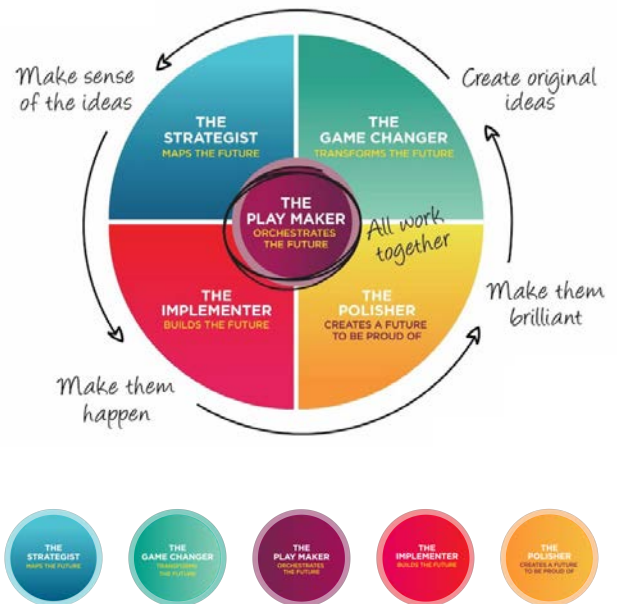 Make sense
of the ideas
Create original
ideas
THE
STRATEGIST
MAPS THE FUTURE
THE
GAME CHANGER
TRANSFORMS THE FUTURE
THE
PLAY MAKER
ORCHESTRATES
THE FUTURE
All work
together
THE
IMPLEMENTER
BUILDS THE FUTURE
THE
POLISHER
CREATES A FUTURE
TO BE PROUD OF
Make them
brilliant
Make them
happen
THE
STRATEGIST
MAPS THE FUTURE
THE
GAME CHANGER
TRANSFORMS
THE FUTURE
THE
PLAY MAKER
ORCHESTRATES
THE FUTURE
THE
IMPLEMENTER
BUILDS THE FUTURE
THE
POLISHER
CREATES A FUTURE
TO BE PROUD OF